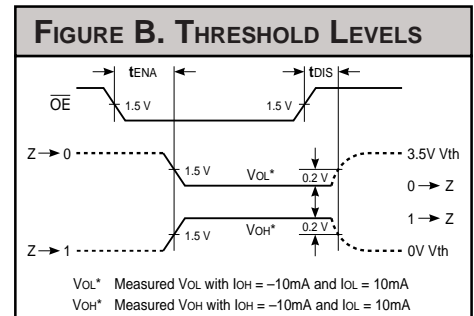 FIGURE B. THRESHOLD LEVELS
tENA tDIS
OE 1.5 V 1.5 V
Z → 0 1.5 V VOL* 0.2 V 3.5V Vth
0 → Z
1 → Z
Z → 1 1.5 V VOH* 0.2 V 0V Vth
VOL* Measured VOL with IOH = –10mA and IOL = 10mA
VOH* Measured VOH with IOH = –10mA and IOL = 10mA